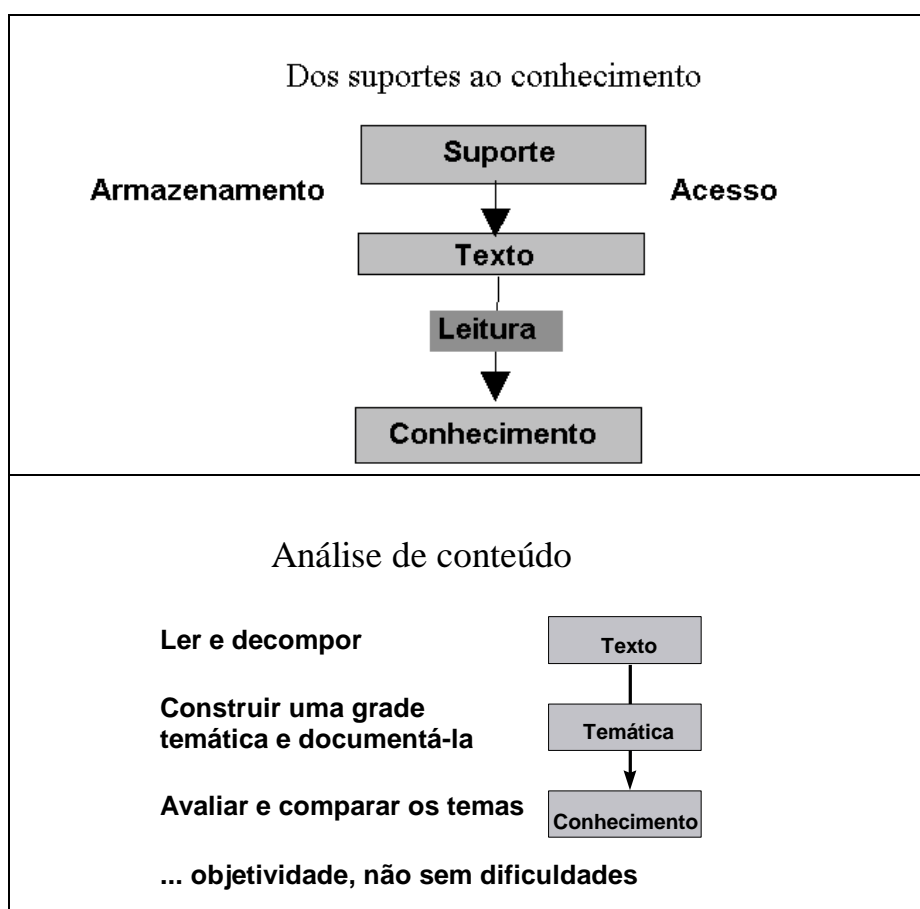 Dos suportes ao conhecimento
Suporte
Armazenamento
Acesso
Texto
Leitura
Conhecimento
Análise de conteúdo
Ler e decompor
Texto
Construir uma grade
temática e documentá-la
Temática
Avaliar e comparar os temas
Conhecimento
... objetividade, não sem dificuldades